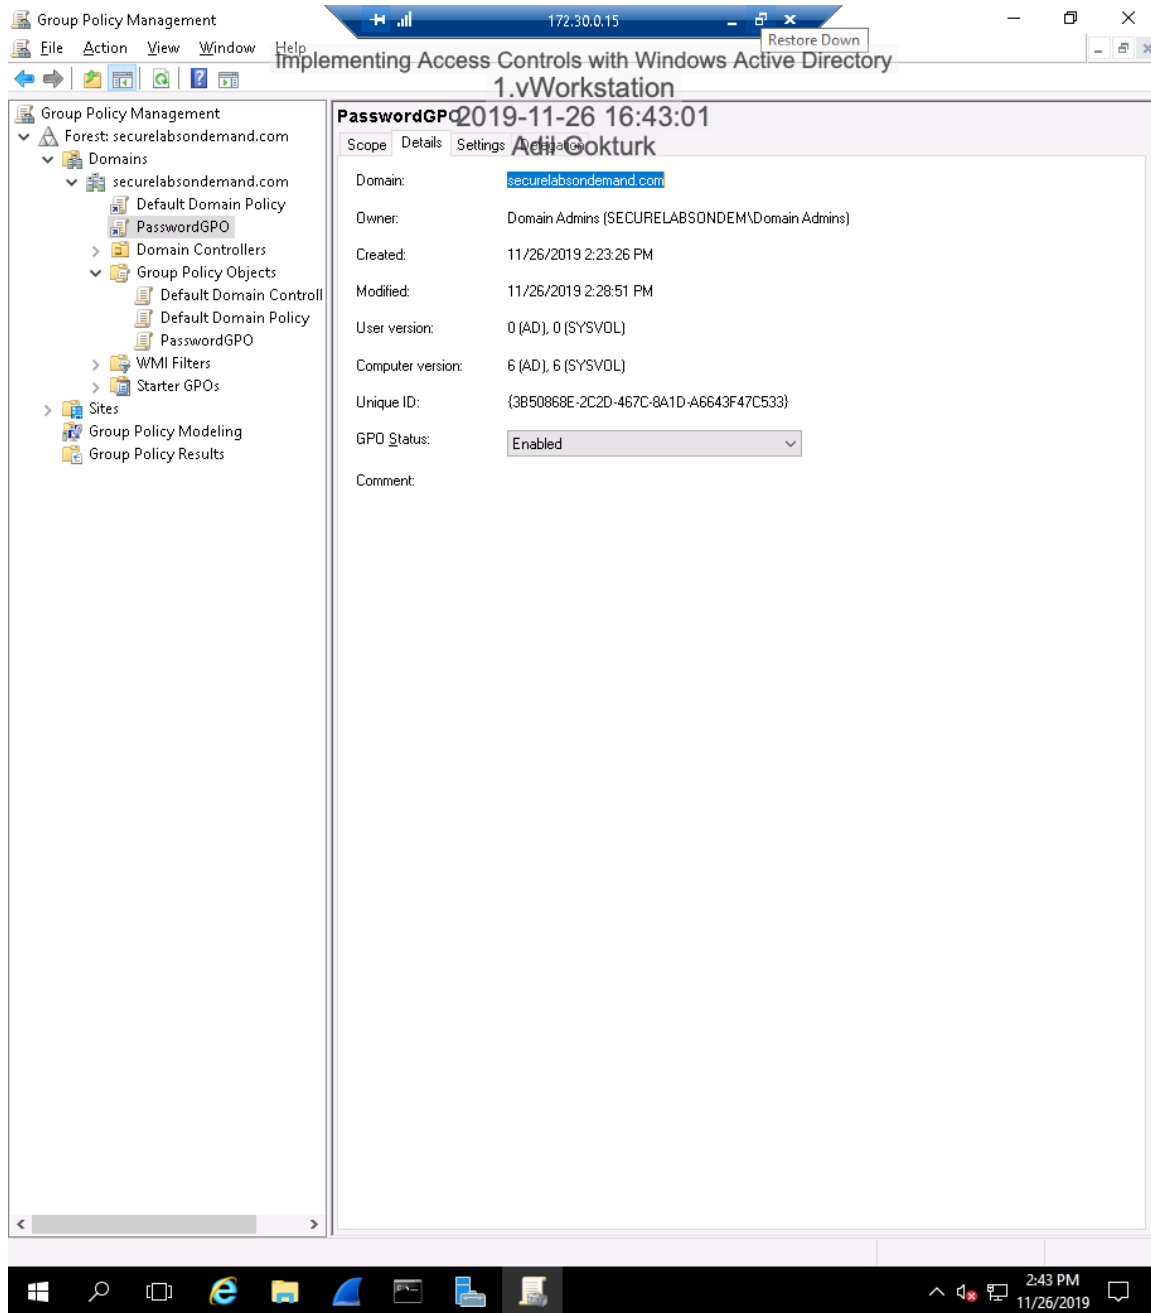 Group Policy Management
172.30.0.15
Restore Down
File Action View Window Help
Implementing Access Controls with Windows Active Directory
1.vWorkstation
2019-11-26 16:43:01
Adil Gokturk
Group Policy Management
Forest: securelabsondemand.com
Domains
securelabsondemand.com
Default Domain Policy
PasswordGPO
Domain Controllers
Group Policy Objects
Default Domain Controll
Default Domain Policy
PasswordGPO
WMI Filters
Starter GPOs
Sites
Group Policy Modeling
Group Policy Results
PasswordGPO
Scope Details Settings Delegation
Domain: securelabsondemand.com
Owner: Domain Admins (SECURELABSONDEM\Domain Admins)
Created: 11/26/2019 2:23:26 PM
Modified: 11/26/2019 2:28:51 PM
User version: 0 (AD), 0 (SYSVOL)
Computer version: 6 (AD), 6 (SYSVOL)
Unique ID: {3B50868E-2C2D-467C-8A1D-A6643F47C533}
GPO Status: Enabled
Comment:
2:43 PM
11/26/2019